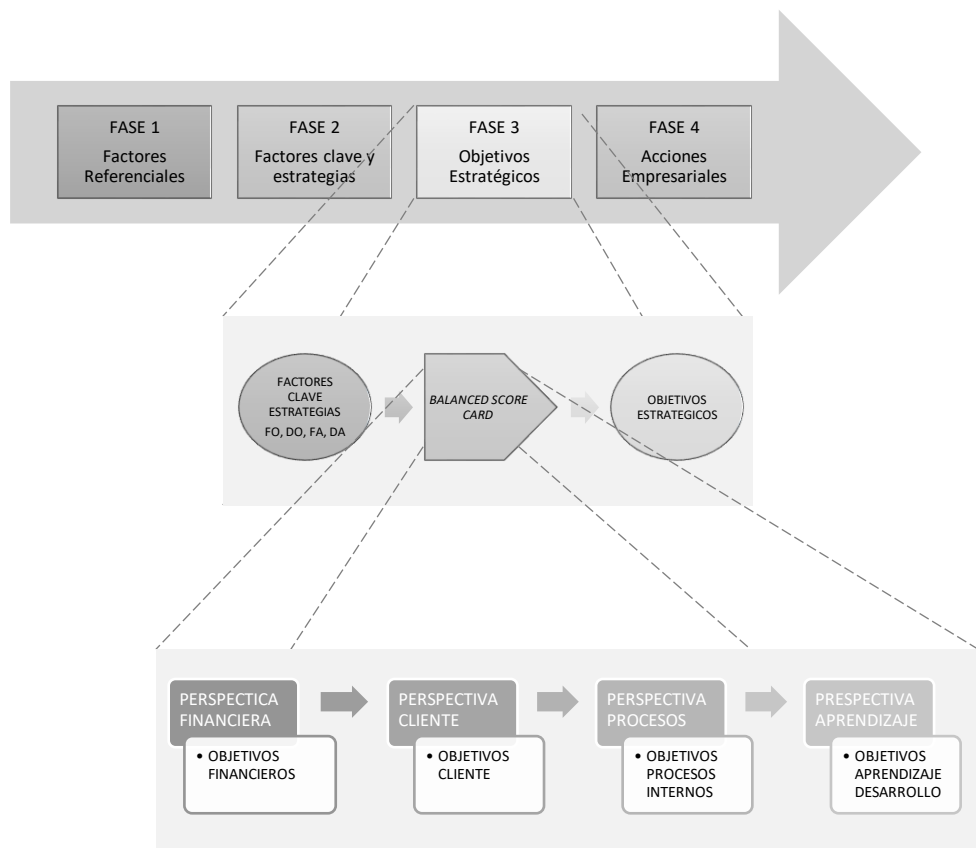 FASE 1
Factores
Referenciales
FASE 2
Factores clave y
estrategias
FASE 3
Objetivos
Estratégicos
FASE 4
Acciones
Empresariales
FACTORES
CLAVE
ESTRATEGIAS
FO, DO, FA, DA
BALANCED SCORE
CARD
OBJETIVOS
ESTRATEGICOS
PERSPECTICA
FINANCIERA
• OBJETIVOS
FINANCIEROS
PERSPECTIVA
CLIENTE
• OBJETIVOS
CLIENTE
PERSPECTIVA
PROCESOS
• OBJETIVOS
PROCESOS
INTERNOS
PRESPECTIVA
APRENDIZAJE
• OBJETIVOS
APRENDIZAJE
DESARROLLO